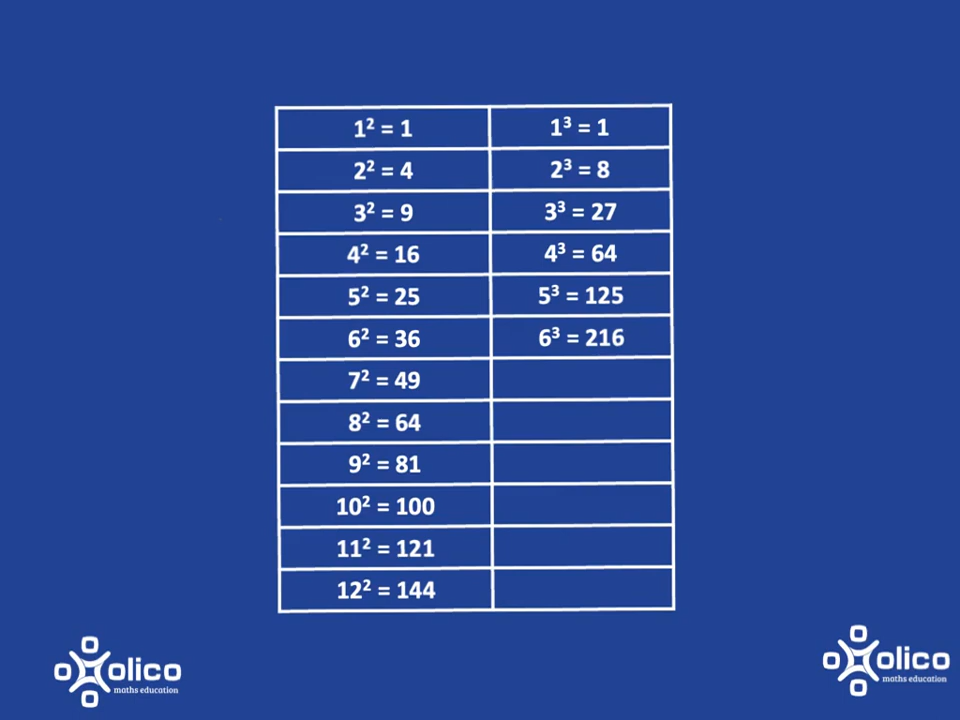 1² = 1 1³ = 1
2² = 4 2³ = 8
3² = 9 3³ = 27
4² = 16 4³ = 64
5² = 25 5³ = 125
6² = 36 6³ = 216
7² = 49
8² = 64
9² = 81
10² = 100
11² = 121
12² = 144
olico
maths education
olico
maths education